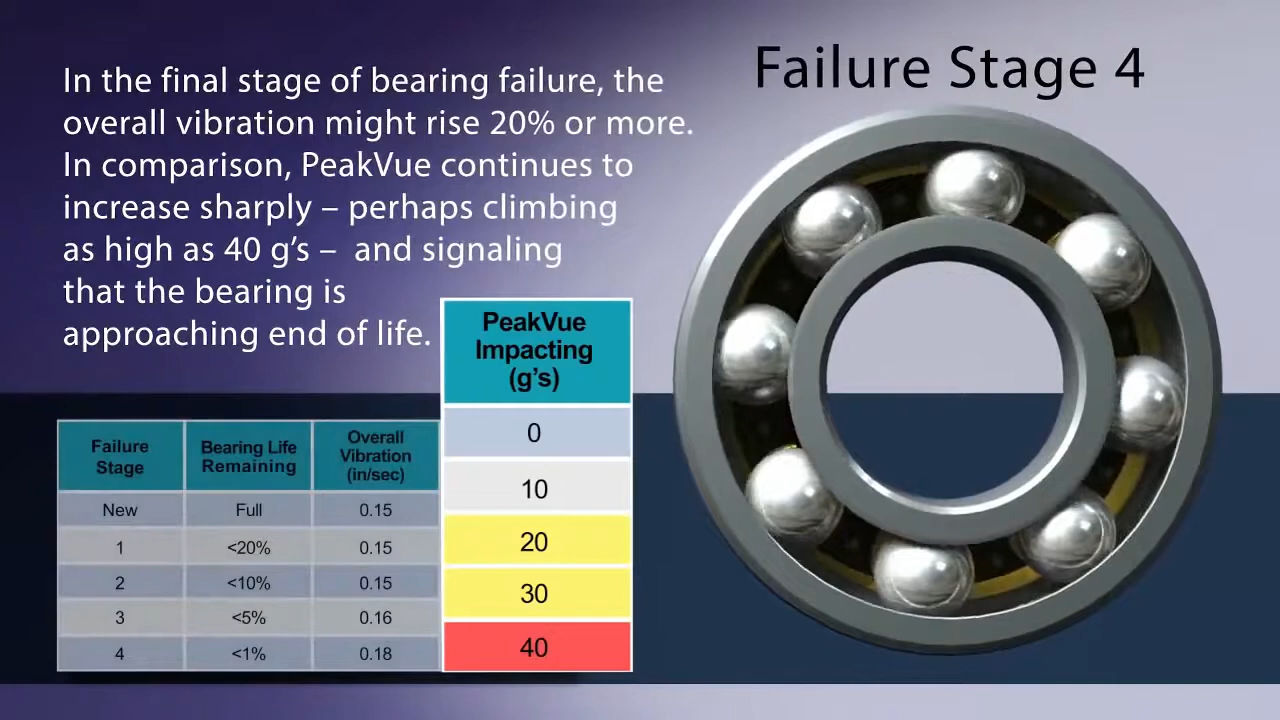 Failure Stage 4
In the final stage of bearing failure, the
overall vibration might rise 20% or more.
In comparison, PeakVue continues to
increase sharply – perhaps climbing
as high as 40 g’s –  and signaling
that the bearing is
approaching end of life.
Failure Stage | Bearing Life Remaining | Overall Vibration (in/sec) | PeakVue Impacting (g’s)
New | Full | 0.15 | 0
1 | <20% | 0.15 | 10
2 | <10% | 0.15 | 20
3 | <5% | 0.16 | 30
4 | <1% | 0.18 | 40